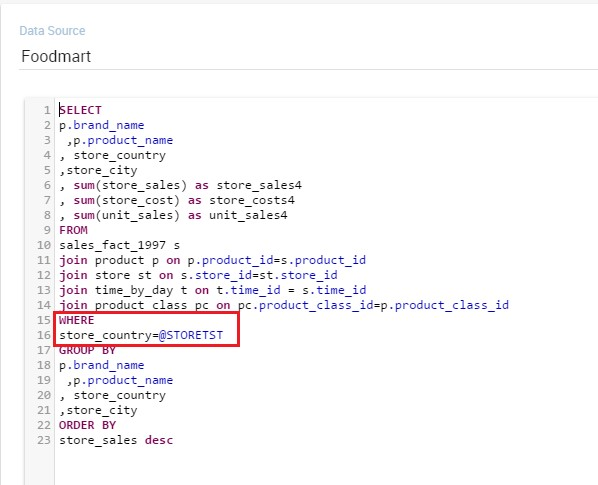 Data Source
Foodmart
1 SELECT
2 p.brand_name
3 ,p.product_name
4 , store_country
5 ,store_city
6 , sum(store_sales) as store_sales4
7 , sum(store_cost) as store_costs4
8 , sum(unit_sales) as unit_sales4
9 FROM
10 sales_fact_1997 s
11 join product p on p.product_id=s.product_id
12 join store st on s.store_id=st.store_id
13 join time_by_day t on t.time_id = s.time_id
14 join product_class pc on pc.product_class_id=p.product_class_id
15 WHERE
16 store_country=@STORETST
17 GROUP BY
18 p.brand_name
19 ,p.product_name
20 , store_country
21 ,store_city
22 ORDER BY
23 store_sales desc